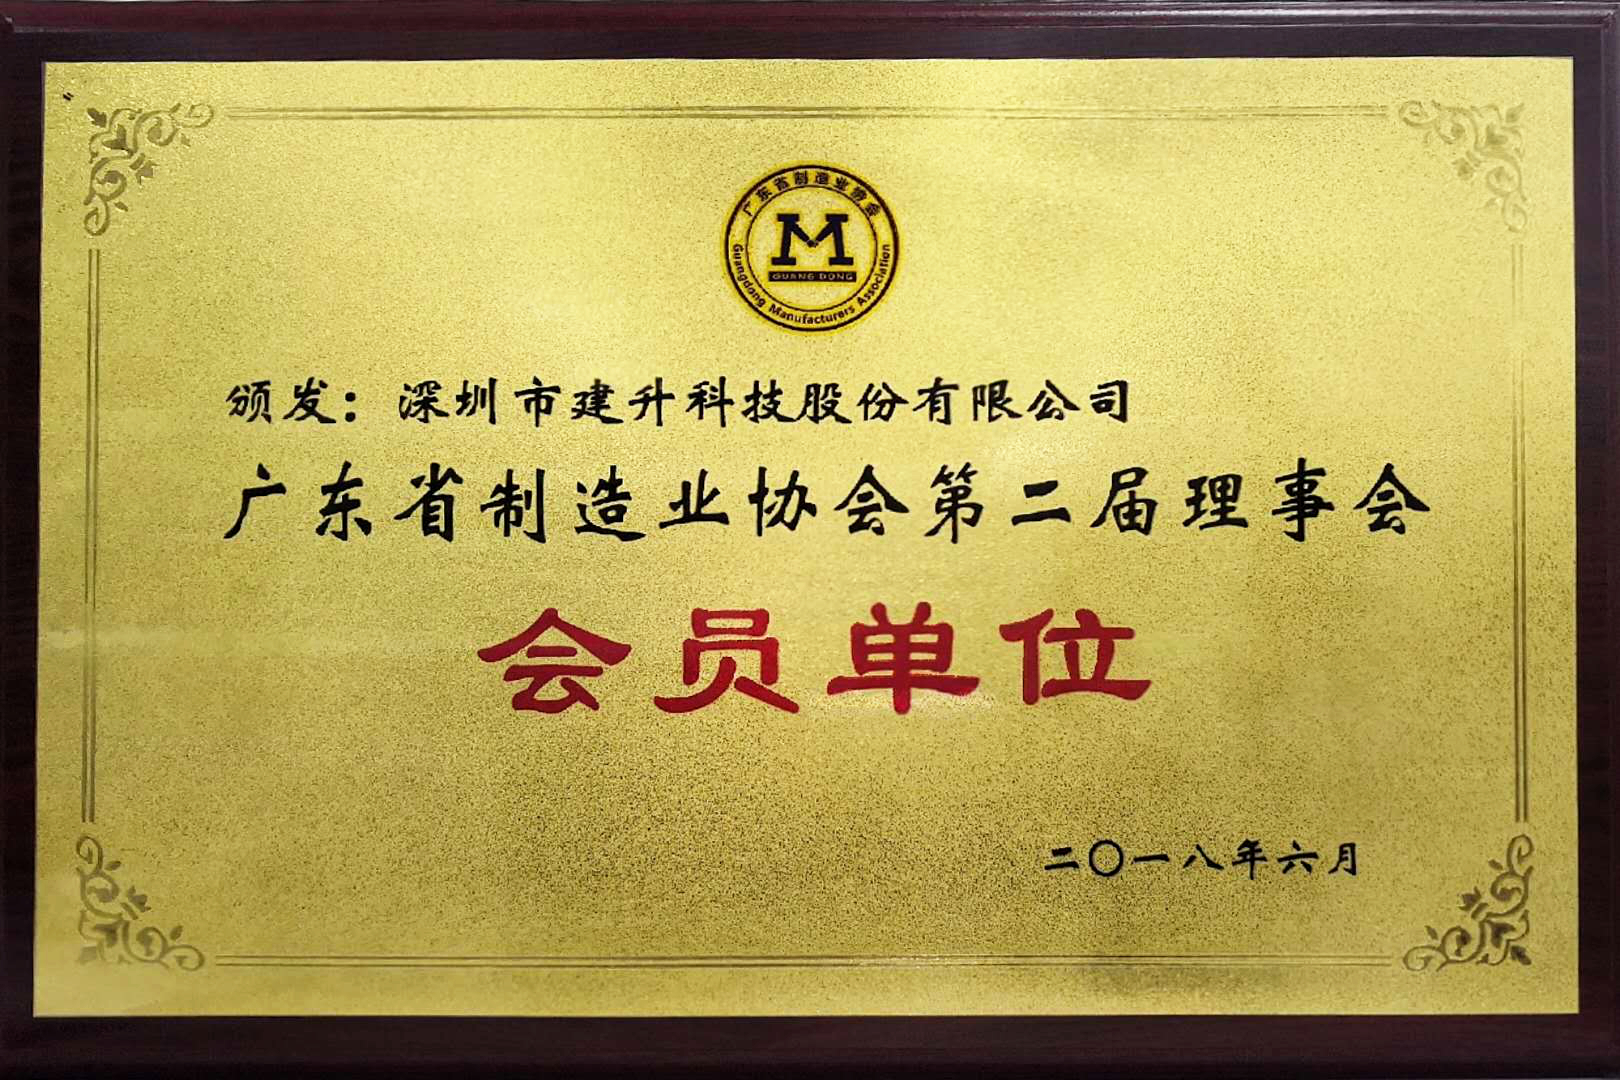 广东省制造业协会
M
GUANG DONG
Guangdong Manufacturers Association
颁发：深圳市建升科技股份有限公司
广东省制造业协会第二届理事会
会员单位
二〇一八年六月